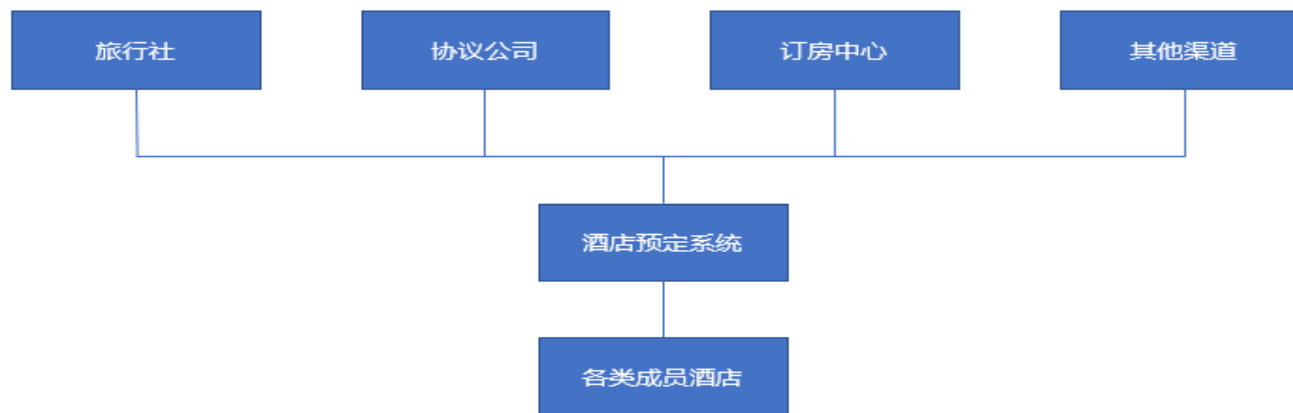 旅行社
协议公司
订房中心
其他渠道
酒店预定系统
各类成员酒店